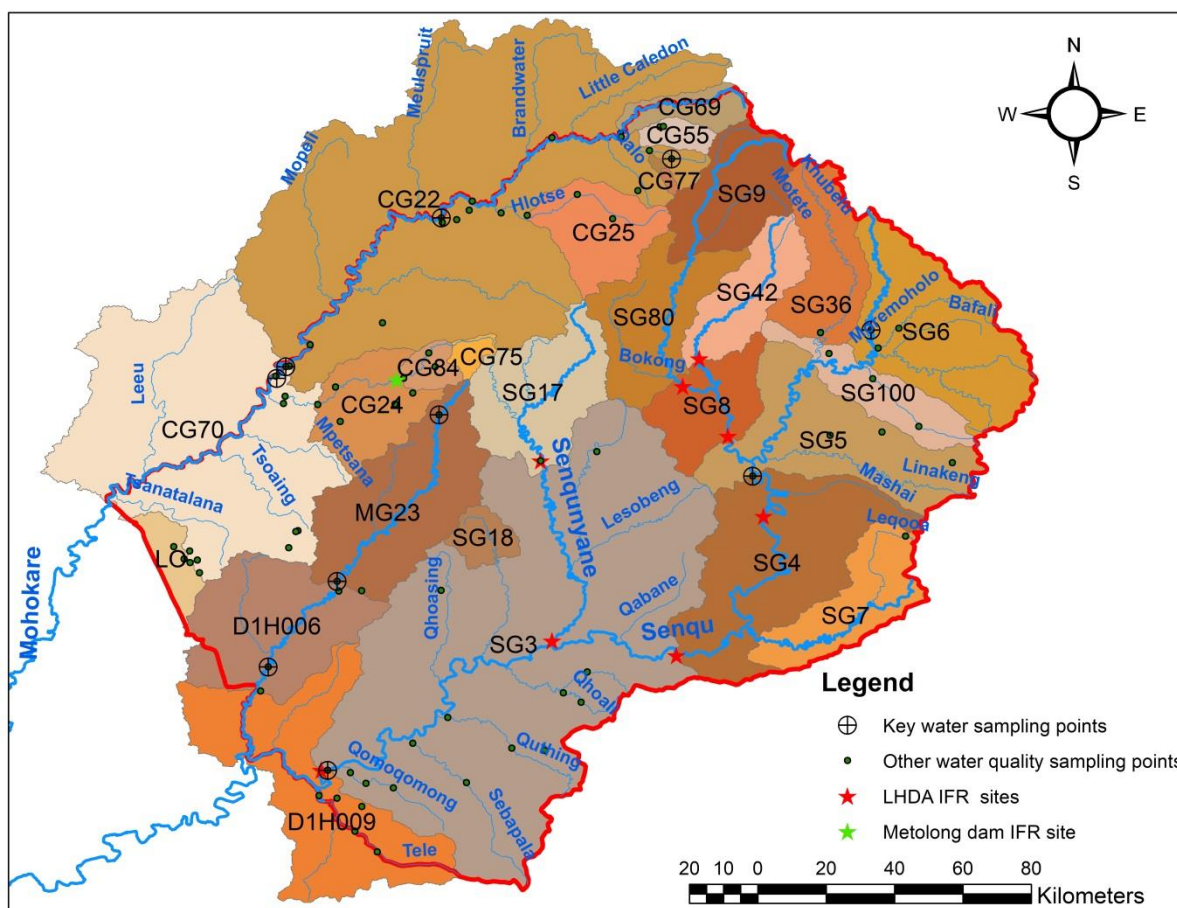 N
W
E
S
Meulspruit
Brandwater
Little Caledon
Mopeli
CG69
CG55
CG77
CG22
Hlotse
CG25
SG9
Motete
Khubelu
SG42
SG36
SG80
SG6
Bafali
Bokong
CG75
CG84
SG17
SG8
SG100
CG24
Leeu
CG70
Mpetsana
Tsoaing
SG5
Mashai
Linakeng
Senqunyane
Lesobeng
Leqooa
MG23
SG18
SG4
SG7
Qhoasing
Qabane
D1H006
Mohokare
SG3
Senqu
Qhoali
Quthing
Qomoqomong
Sebapala
D1H009
Tele
Legend
Key water sampling points
Other water quality sampling points
LHDA IFR sites
Metolong dam IFR site
20 10 0 20 40 60 80
Kilometers